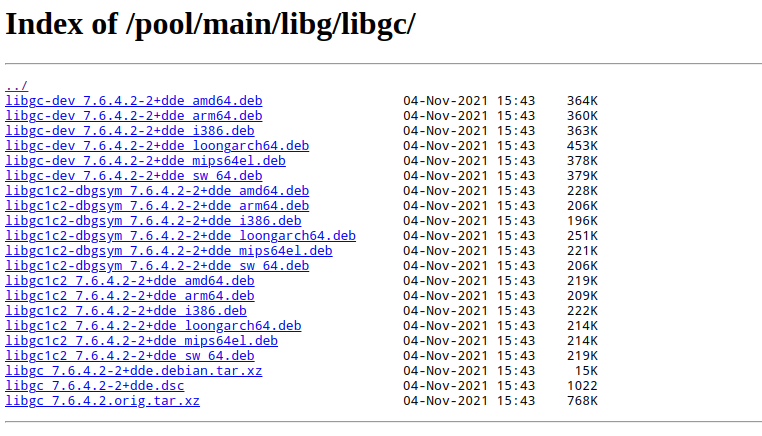 Index of /pool/main/libg/libgc/
../
libgc-dev_7.6.4.2-2+dde_amd64.deb 04-Nov-2021 15:43 364K
libgc-dev_7.6.4.2-2+dde_arm64.deb 04-Nov-2021 15:43 360K
libgc-dev_7.6.4.2-2+dde_i386.deb 04-Nov-2021 15:43 363K
libgc-dev_7.6.4.2-2+dde_loongarch64.deb 04-Nov-2021 15:43 453K
libgc-dev_7.6.4.2-2+dde_mips64el.deb 04-Nov-2021 15:43 378K
libgc-dev_7.6.4.2-2+dde_sw_64.deb 04-Nov-2021 15:43 379K
libgc1c2-dbgsym_7.6.4.2-2+dde_amd64.deb 04-Nov-2021 15:43 228K
libgc1c2-dbgsym_7.6.4.2-2+dde_arm64.deb 04-Nov-2021 15:43 206K
libgc1c2-dbgsym_7.6.4.2-2+dde_i386.deb 04-Nov-2021 15:43 196K
libgc1c2-dbgsym_7.6.4.2-2+dde_loongarch64.deb 04-Nov-2021 15:43 251K
libgc1c2-dbgsym_7.6.4.2-2+dde_mips64el.deb 04-Nov-2021 15:43 221K
libgc1c2-dbgsym_7.6.4.2-2+dde_sw_64.deb 04-Nov-2021 15:43 206K
libgc1c2_7.6.4.2-2+dde_amd64.deb 04-Nov-2021 15:43 219K
libgc1c2_7.6.4.2-2+dde_arm64.deb 04-Nov-2021 15:43 209K
libgc1c2_7.6.4.2-2+dde_i386.deb 04-Nov-2021 15:43 222K
libgc1c2_7.6.4.2-2+dde_loongarch64.deb 04-Nov-2021 15:43 214K
libgc1c2_7.6.4.2-2+dde_mips64el.deb 04-Nov-2021 15:43 214K
libgc1c2_7.6.4.2-2+dde_sw_64.deb 04-Nov-2021 15:43 219K
libgc_7.6.4.2-2+dde.debian.tar.xz 04-Nov-2021 15:43 15K
libgc_7.6.4.2-2+dde.dsc 04-Nov-2021 15:43 1022
libgc_7.6.4.2.orig.tar.xz 04-Nov-2021 15:43 768K